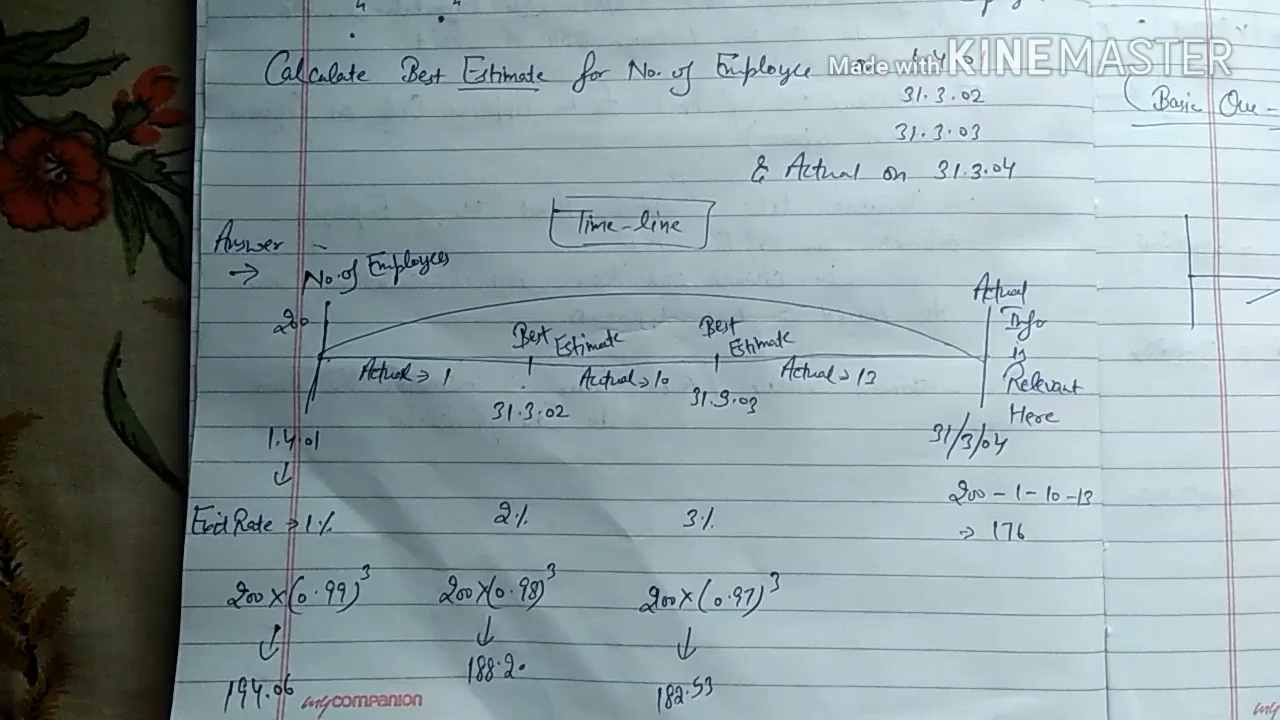 Calculate Best Estimate for No. of Employee
Made with KINEMASTER
31.3.02
(Basic Que-
31.3.03
& Actual on 31.3.04
Time-line
Answer -
→ No. of Employees
Actual
200
Best Estimate
Best Estimate
Info
is
Actual → 1
Actual → 10
Actual → 13
Relevant
31.3.02
31.3.03
Here
1.4.01
31/3/04
200 - 1 - 10 - 13
Exit Rate → 1%
2%
3%
→ 176
200 × (0.99)³
200 × (0.98)³
200 × (0.97)³
194.06
188.20
182.53
mycompanion